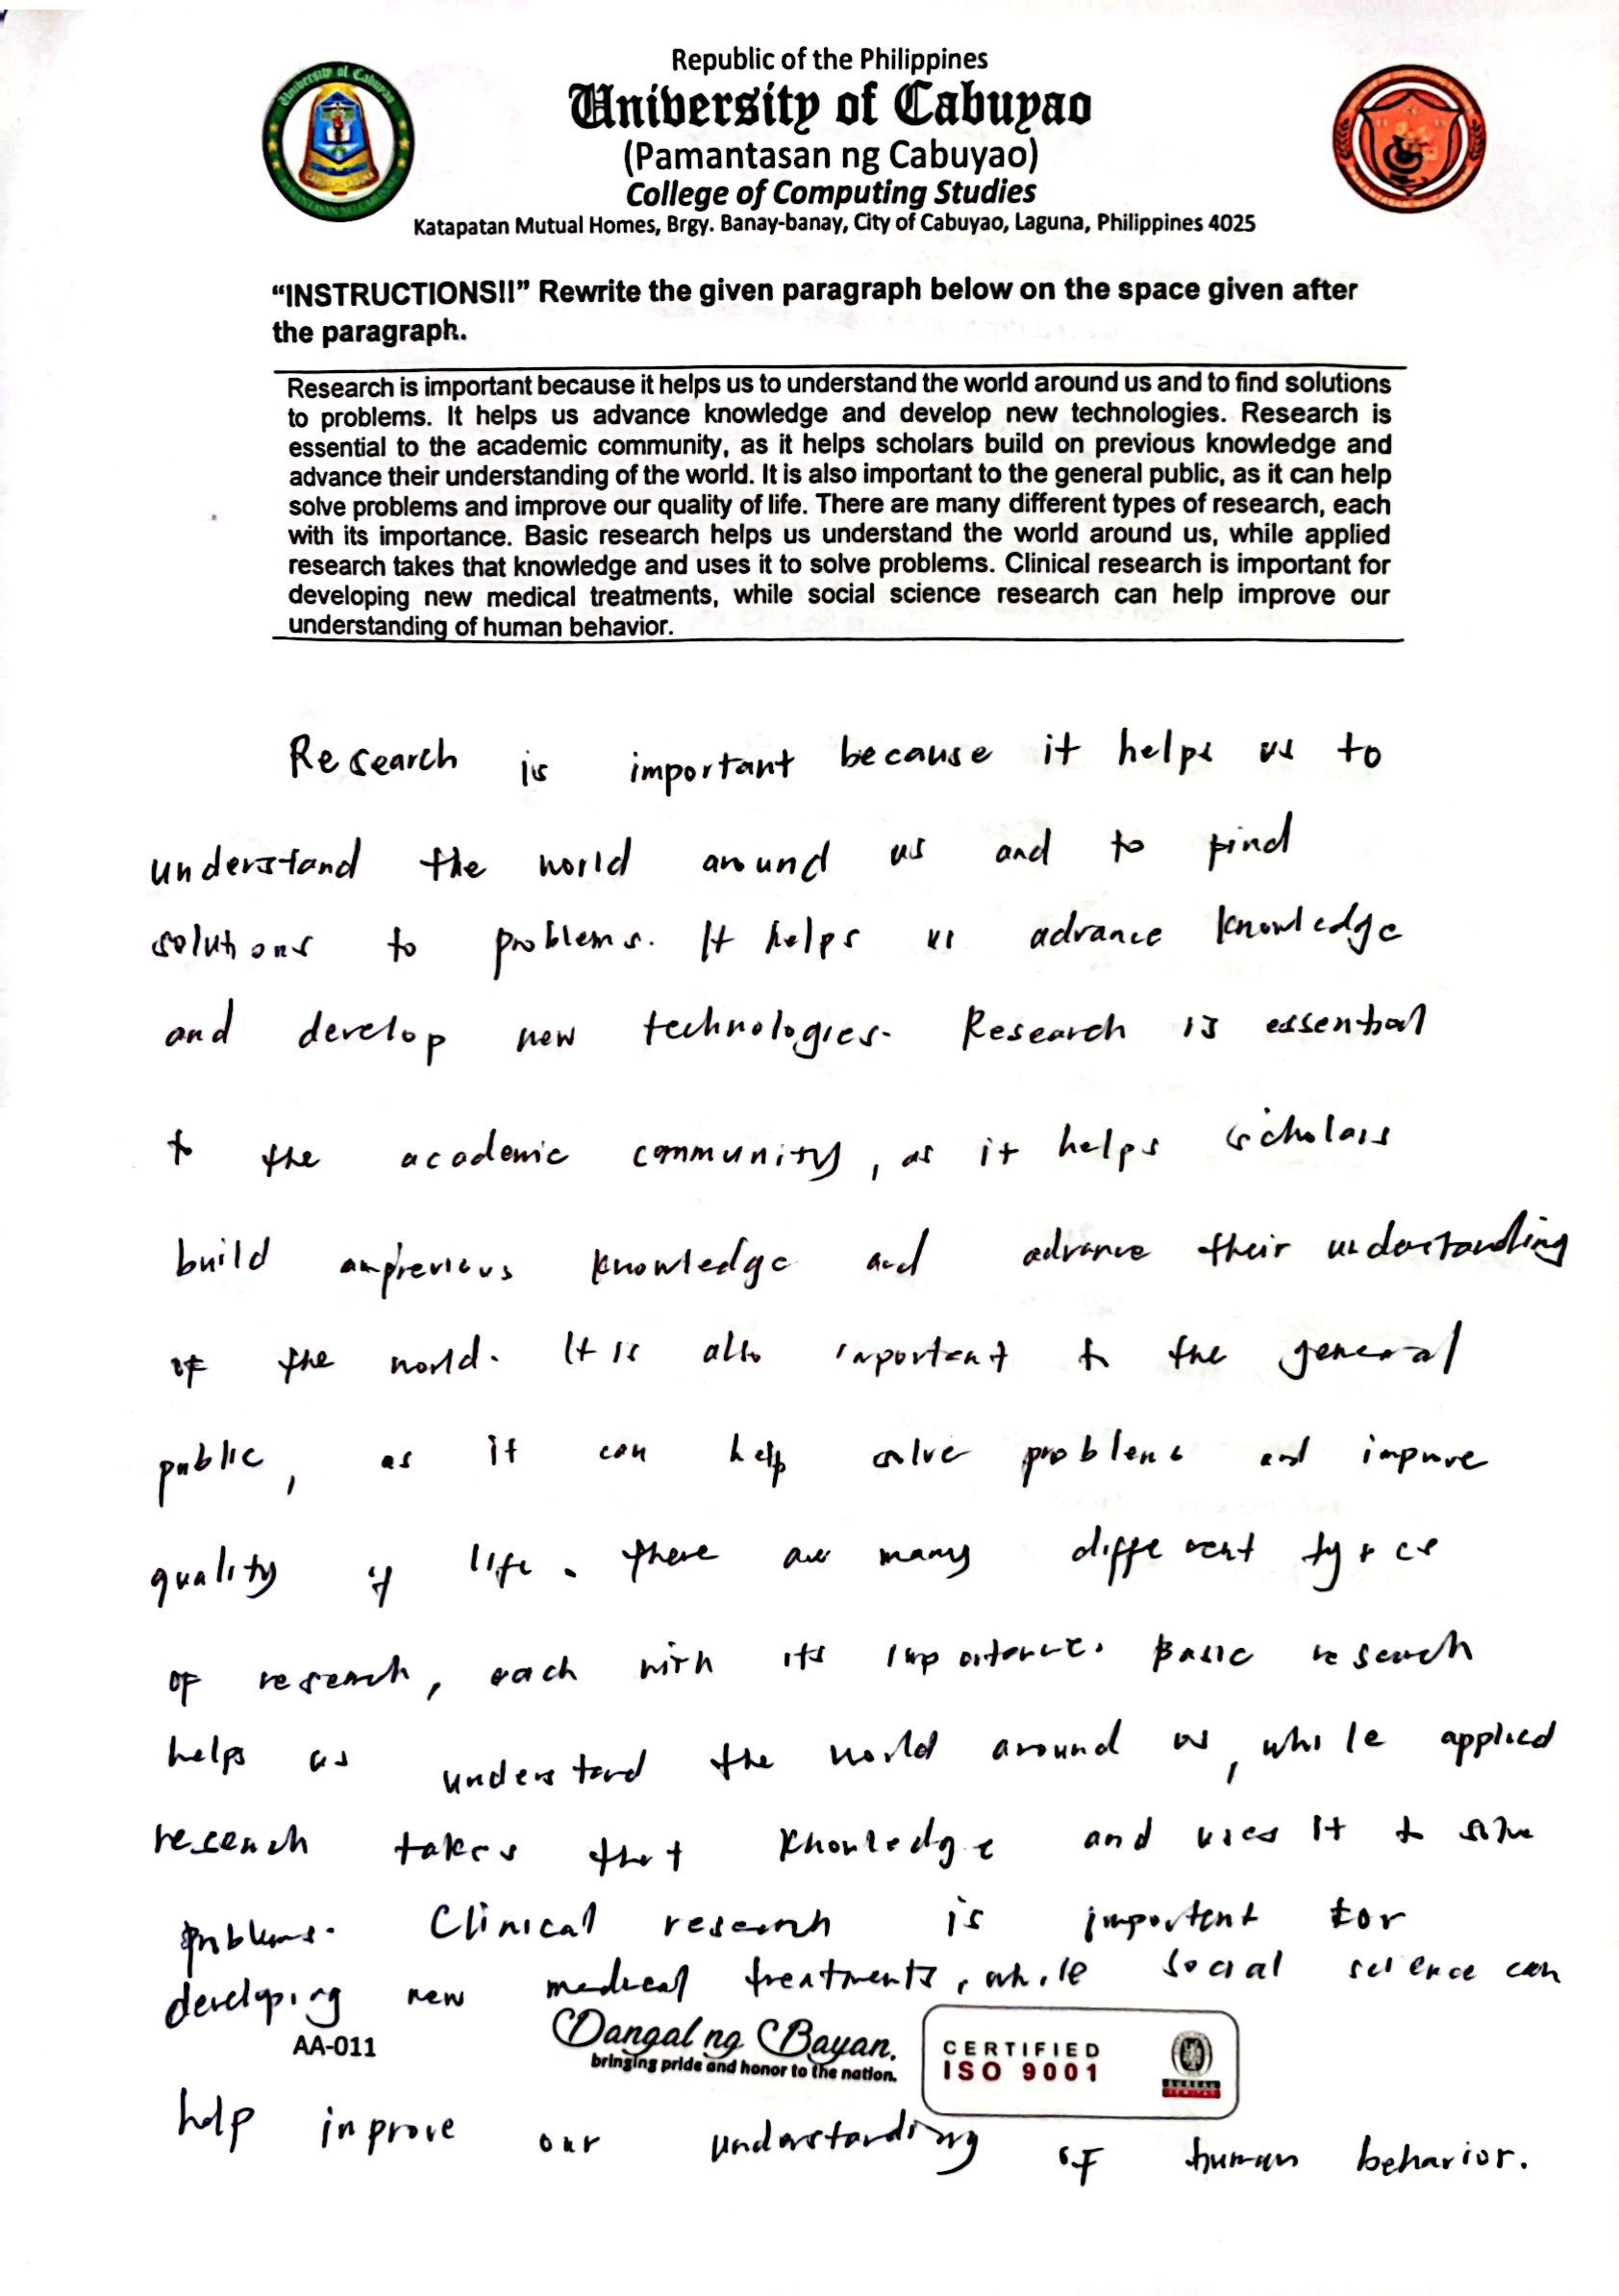 Republic of the Philippines
University of Cabuyao
(Pamantasan ng Cabuyao)
College of Computing Studies
Katapatan Mutual Homes, Brgy. Banay-banay, City of Cabuyao, Laguna, Philippines 4025
“INSTRUCTIONS!!” Rewrite the given paragraph below on the space given after
the paragraph.
Research is important because it helps us to understand the world around us and to find solutions
to problems. It helps us advance knowledge and develop new technologies. Research is
essential to the academic community, as it helps scholars build on previous knowledge and
advance their understanding of the world. It is also important to the general public, as it can help
solve problems and improve our quality of life. There are many different types of research, each
with its importance. Basic research helps us understand the world around us, while applied
research takes that knowledge and uses it to solve problems. Clinical research is important for
developing new medical treatments, while social science research can help improve our
understanding of human behavior.
Research is important because it helps us to
understand the world around us and to find
solutions to problems. It helps us advance knowledge
and develop new technologies. Research is essential
to the academic community, as it helps scholars
build on previous knowledge and advance their understanding
of the world. It is also important to the general
public, as it can help solve problems and improve
quality of life. There are many different types
of research, each with its importance. Basic research
helps us understand the world around us, while applied
research takes that knowledge and uses it to solve
problems. Clinical research is important for
developing new medical treatments, while social science can
AA-011
Dangal ng Bayan.
bringing pride and honor to the nation.
CERTIFIED
ISO 9001
help improve our understanding of human behavior.